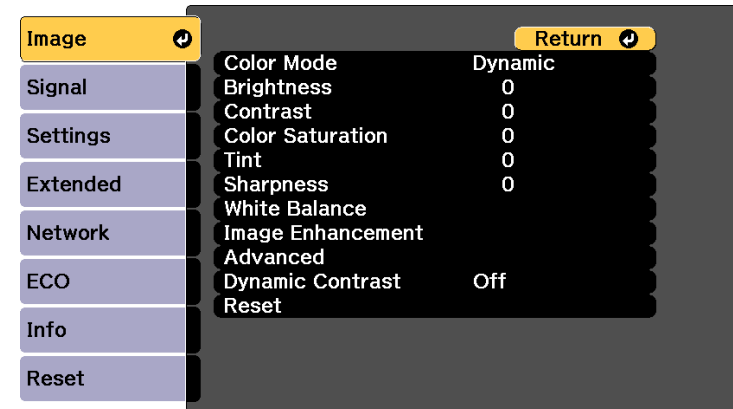 Image
Signal
Settings
Extended
Network
ECO
Info
Reset
Return
Color Mode Dynamic
Brightness 0
Contrast 0
Color Saturation 0
Tint 0
Sharpness 0
White Balance
Image Enhancement
Advanced
Dynamic Contrast Off
Reset